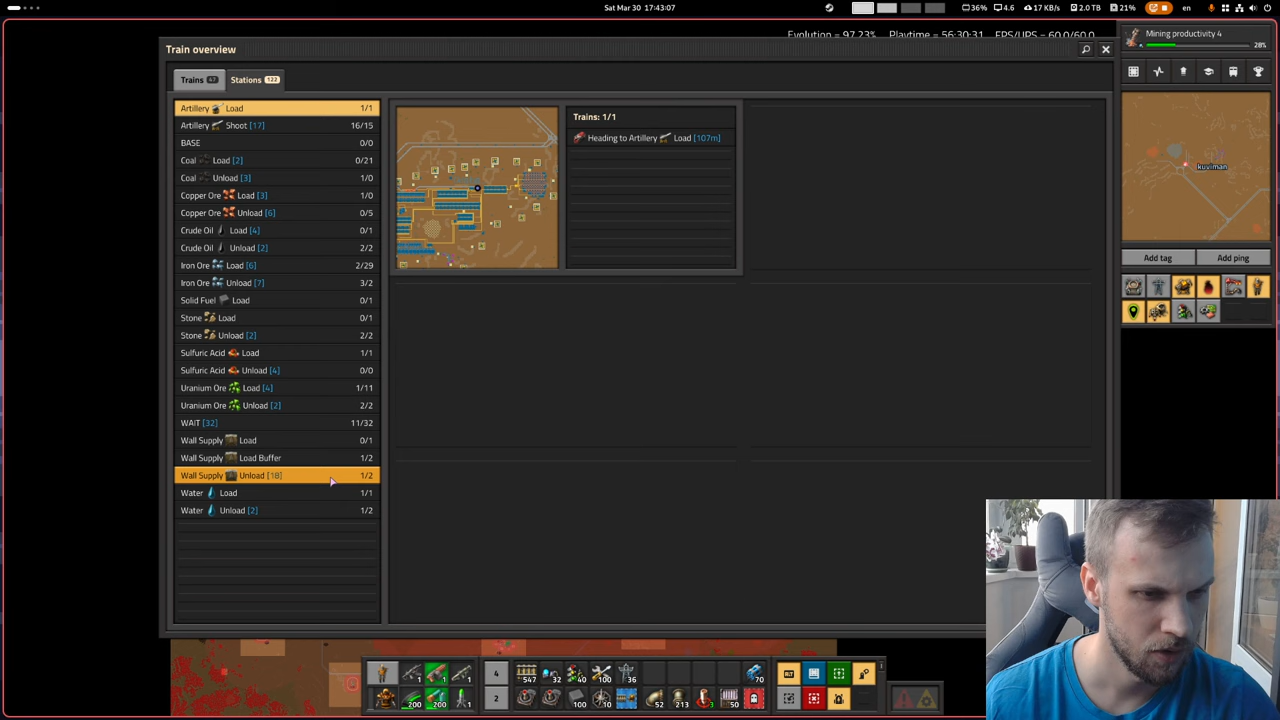 Sat Mar 30 17:43:07
36%
4.6
17 KB/s
2.0 TB
21%
en
Evolution = 97.23%
Playtime = 56:30:31
EPS/UPS = 60.0/60.0
Train overview
Mining productivity 4
28%
Trains 47
Stations 122
Artillery Load 1/1
Artillery Shoot [17] 16/15
BASE 0/0
Coal Load [2] 0/21
Coal Unload [3] 1/0
Copper Ore Load [3] 1/0
Copper Ore Unload [6] 0/5
Crude Oil Load [4] 0/1
Crude Oil Unload [2] 2/2
Iron Ore Load [6] 2/29
Iron Ore Unload [7] 3/2
Solid Fuel Load 0/1
Stone Load 0/1
Stone Unload [2] 2/2
Sulfuric Acid Load 1/1
Sulfuric Acid Unload [4] 0/0
Uranium Ore Load [4] 1/11
Uranium Ore Unload [2] 2/2
WAIT [32] 11/32
Wall Supply Load 0/1
Wall Supply Load Buffer 1/2
Wall Supply Unload [18] 1/2
Water Load 1/1
Water Unload [2] 1/2
Trains: 1/1
Heading to Artillery Load [107m]
kuviman
Add tag
Add ping
4
547 32 40 100 36 70
200 200 1
2
100 10 52 213 3 50